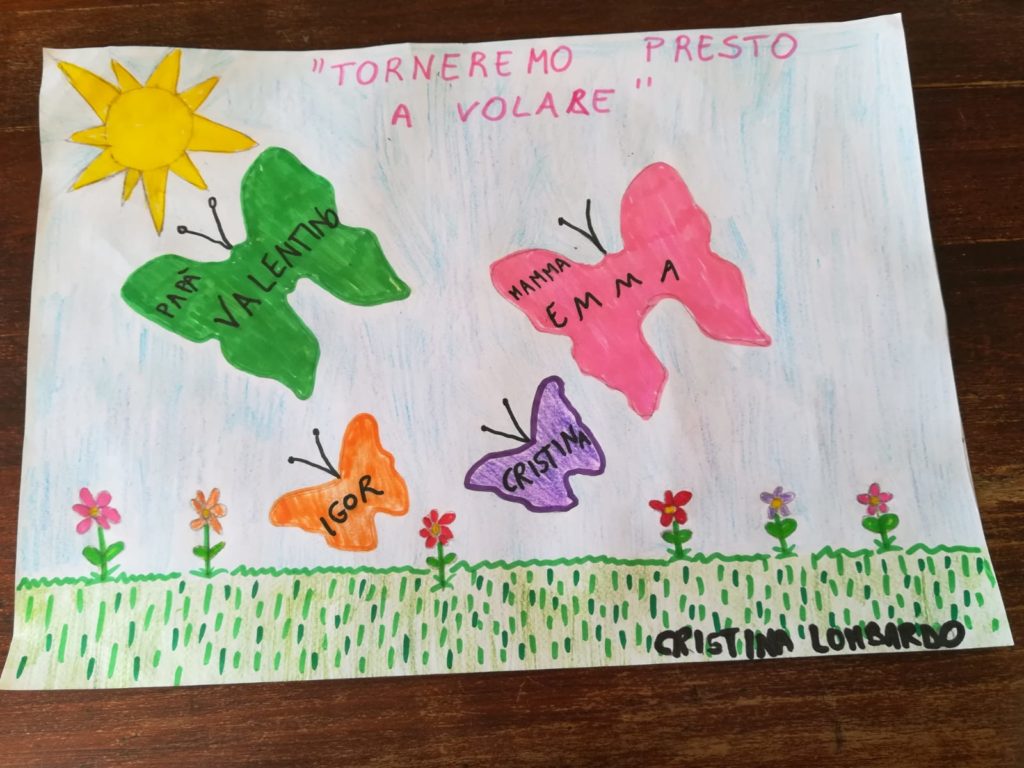 "TORNEREMO PRESTO
A VOLARE"
PAPÀ
VALENTINO
MAMMA
EMMA
IGOR
CRISTINA
CRISTINA LOMBARDO